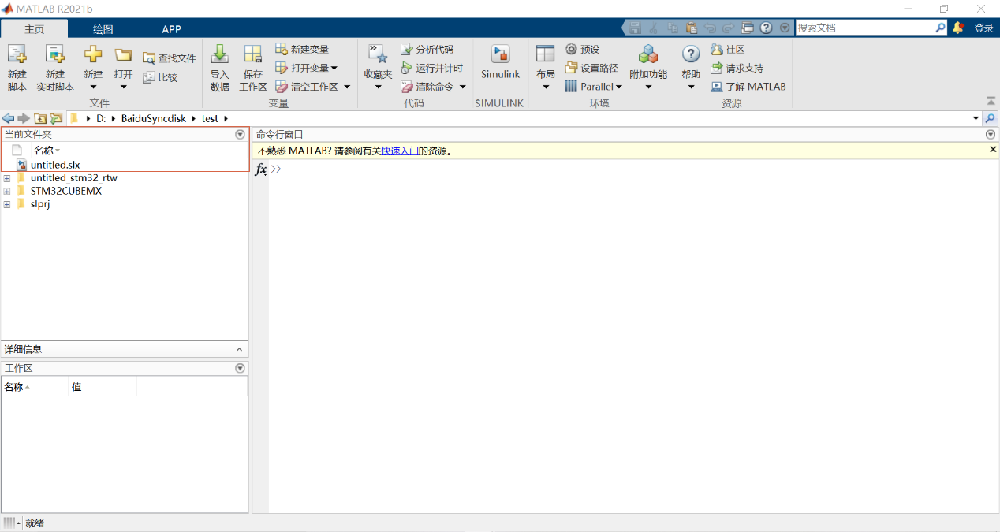 MATLAB R2021b
主页 绘图 APP 搜索文档 登录
新建脚本 新建实时脚本 新建 打开 查找文件 比较
文件
导入数据 保存工作区 新建变量 打开变量 清空工作区
变量
收藏夹 分析代码 运行并计时 清除命令
代码
Simulink
SIMULINK
布局 预设 设置路径 Parallel 附加功能
环境
帮助 社区 请求支持 了解 MATLAB
资源
D: BaiduSyncdisk test
当前文件夹
名称
untitled.slx
untitled_stm32_rtw
STM32CUBEMX
slprj
详细信息
工作区
名称 值
命令行窗口
不熟悉 MATLAB? 请参阅有关快速入门的资源。
fx >>
就绪